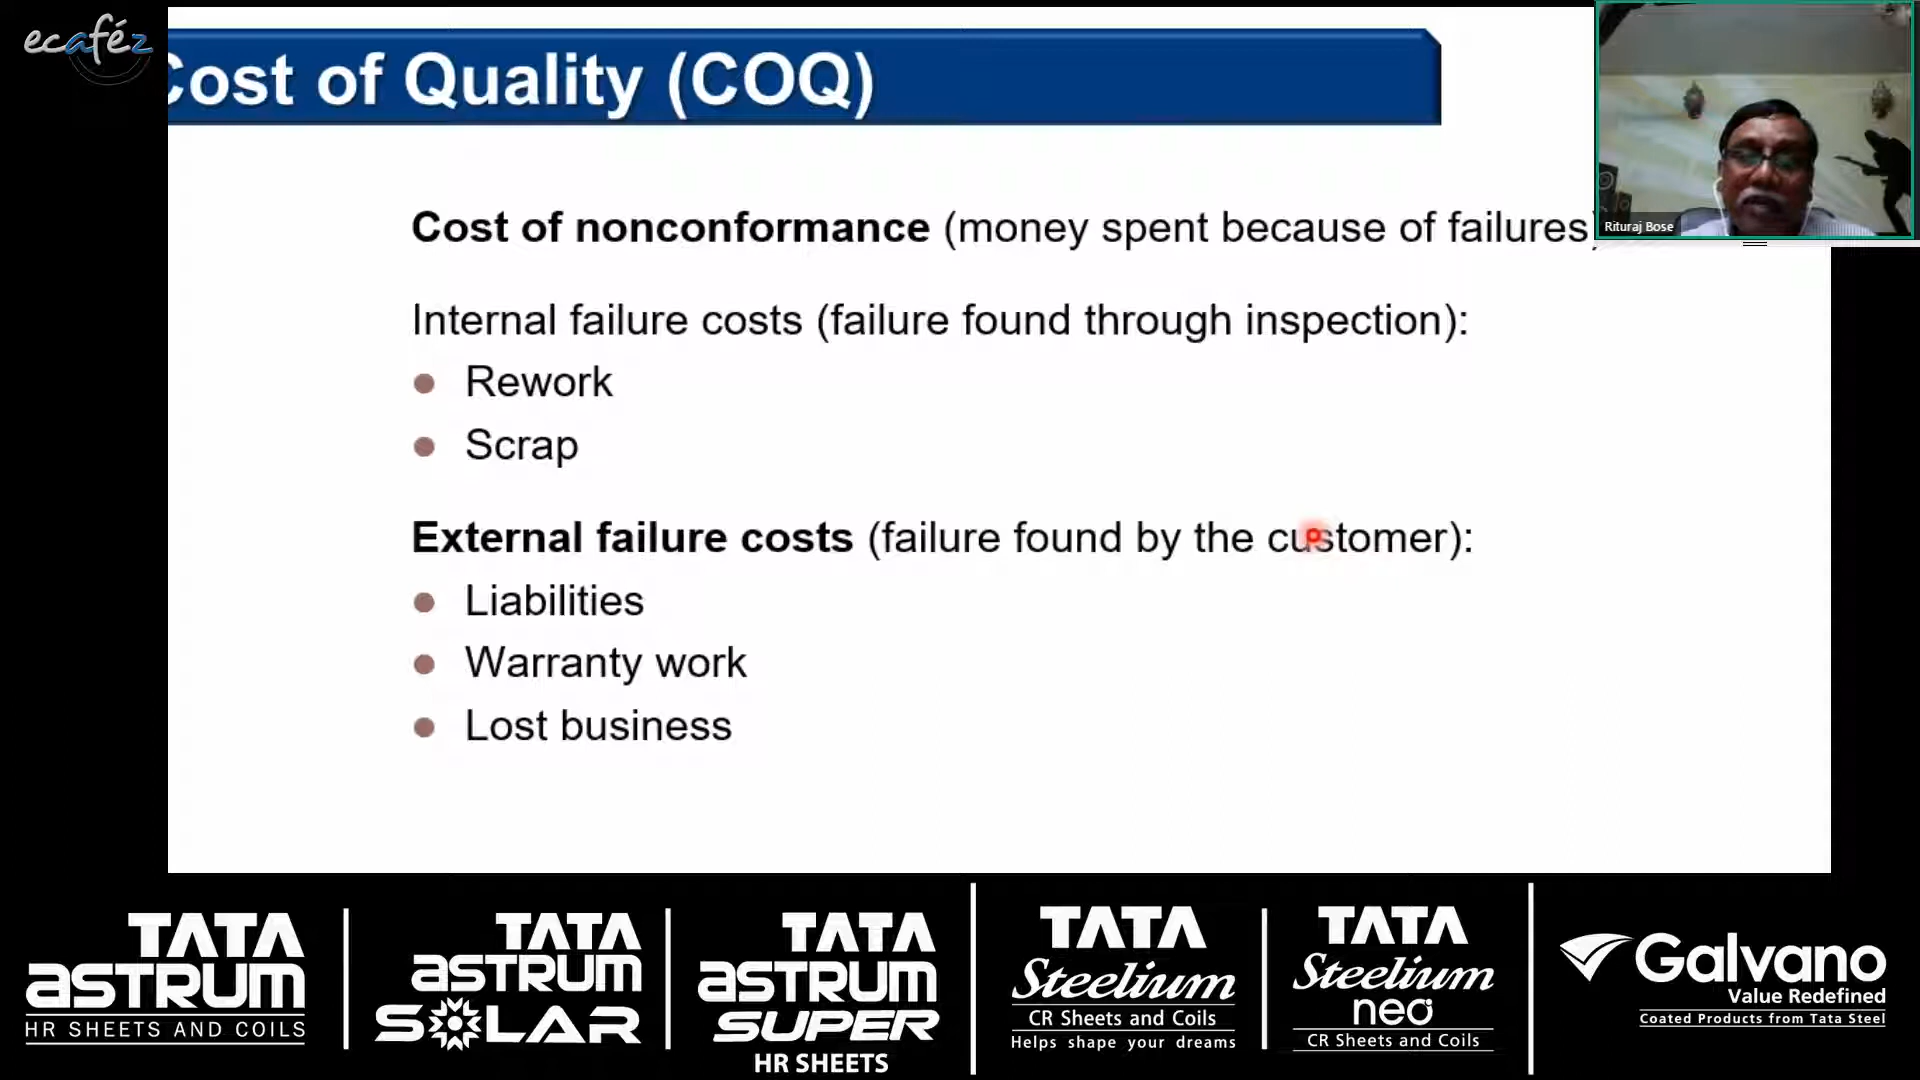 ecaféz
Cost of Quality (COQ)
Cost of nonconformance (money spent because of failures)
Rituraj Bose
Internal failure costs (failure found through inspection):
Rework
Scrap
External failure costs (failure found by the customer):
Liabilities
Warranty work
Lost business
TATA
aSTRUM
HR SHEETS AND COILS
TATA
aSTRUM
SOLAR
TATA
aSTRUM
SUPER
HR SHEETS
TATA
Steelium
CR Sheets and Coils
Helps shape your dreams
TATA
Steelium
neo
CR Sheets and Coils
Galvano
Value Redefined
Coated Products from Tata Steel